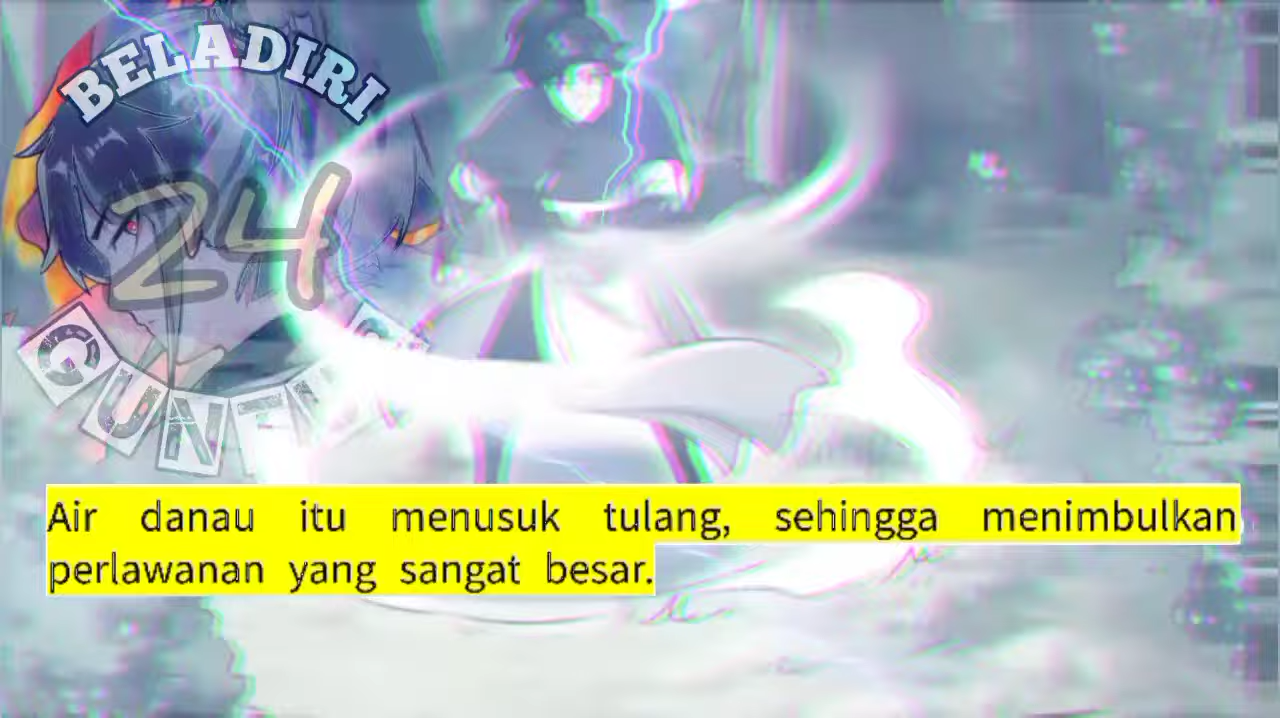 BELADIRI
24
Air danau itu menusuk tulang, sehingga menimbulkan
perlawanan yang sangat besar.